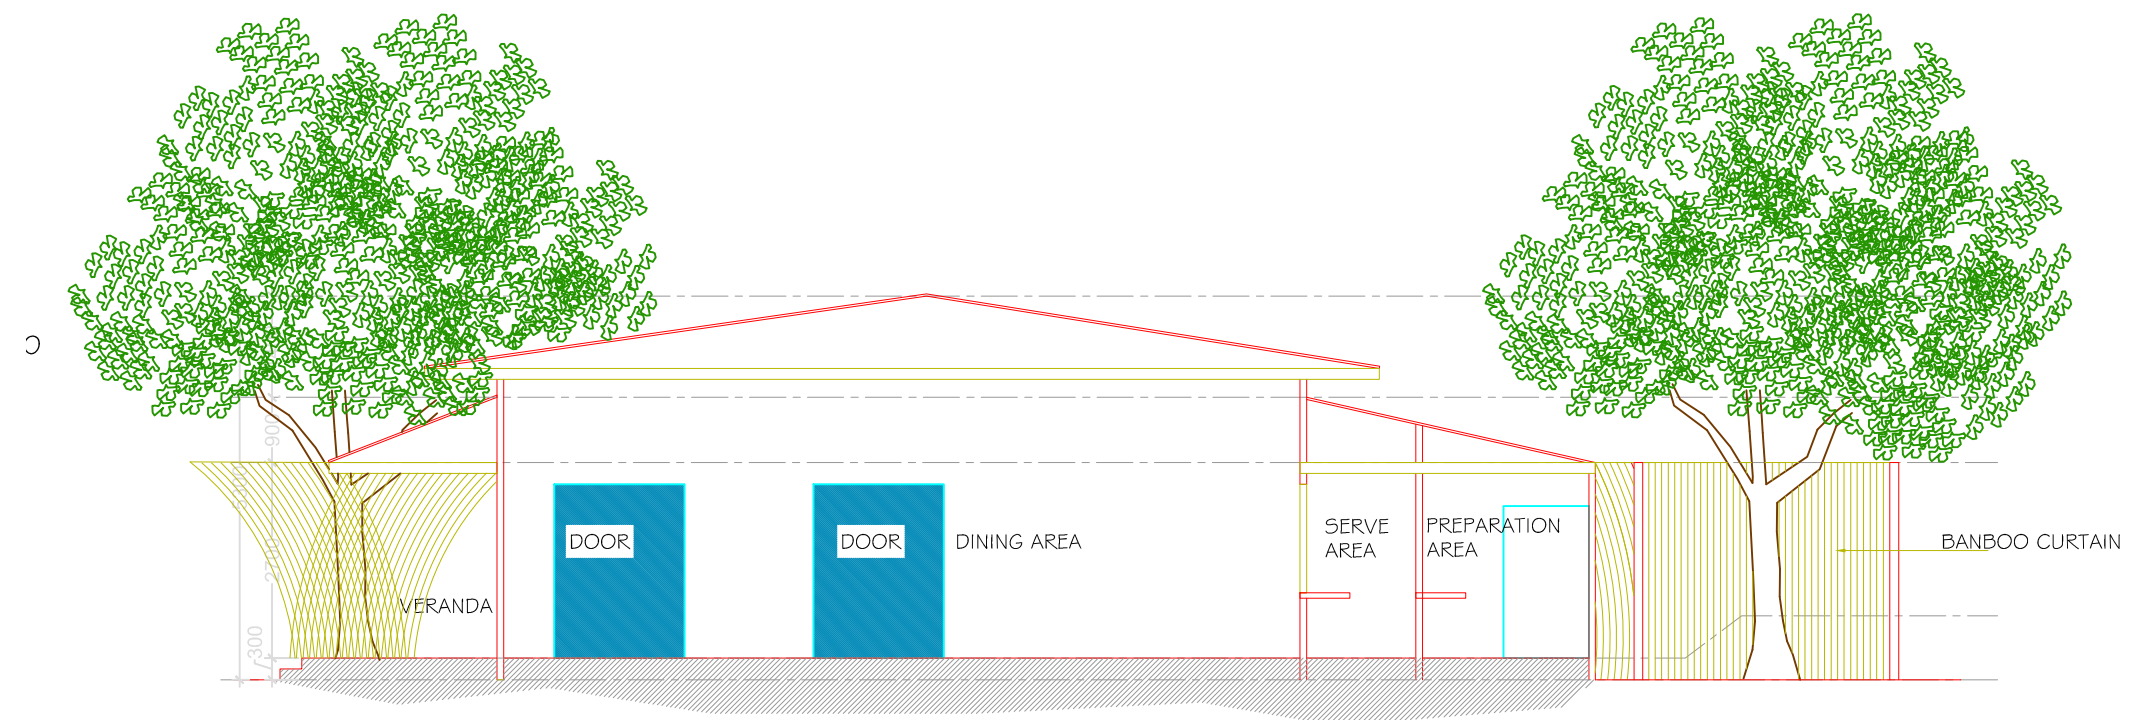 900
2700
300
DOOR
DOOR
DINING AREA
SERVE
AREA
PREPARATION
AREA
BANBOO CURTAIN
VERANDA